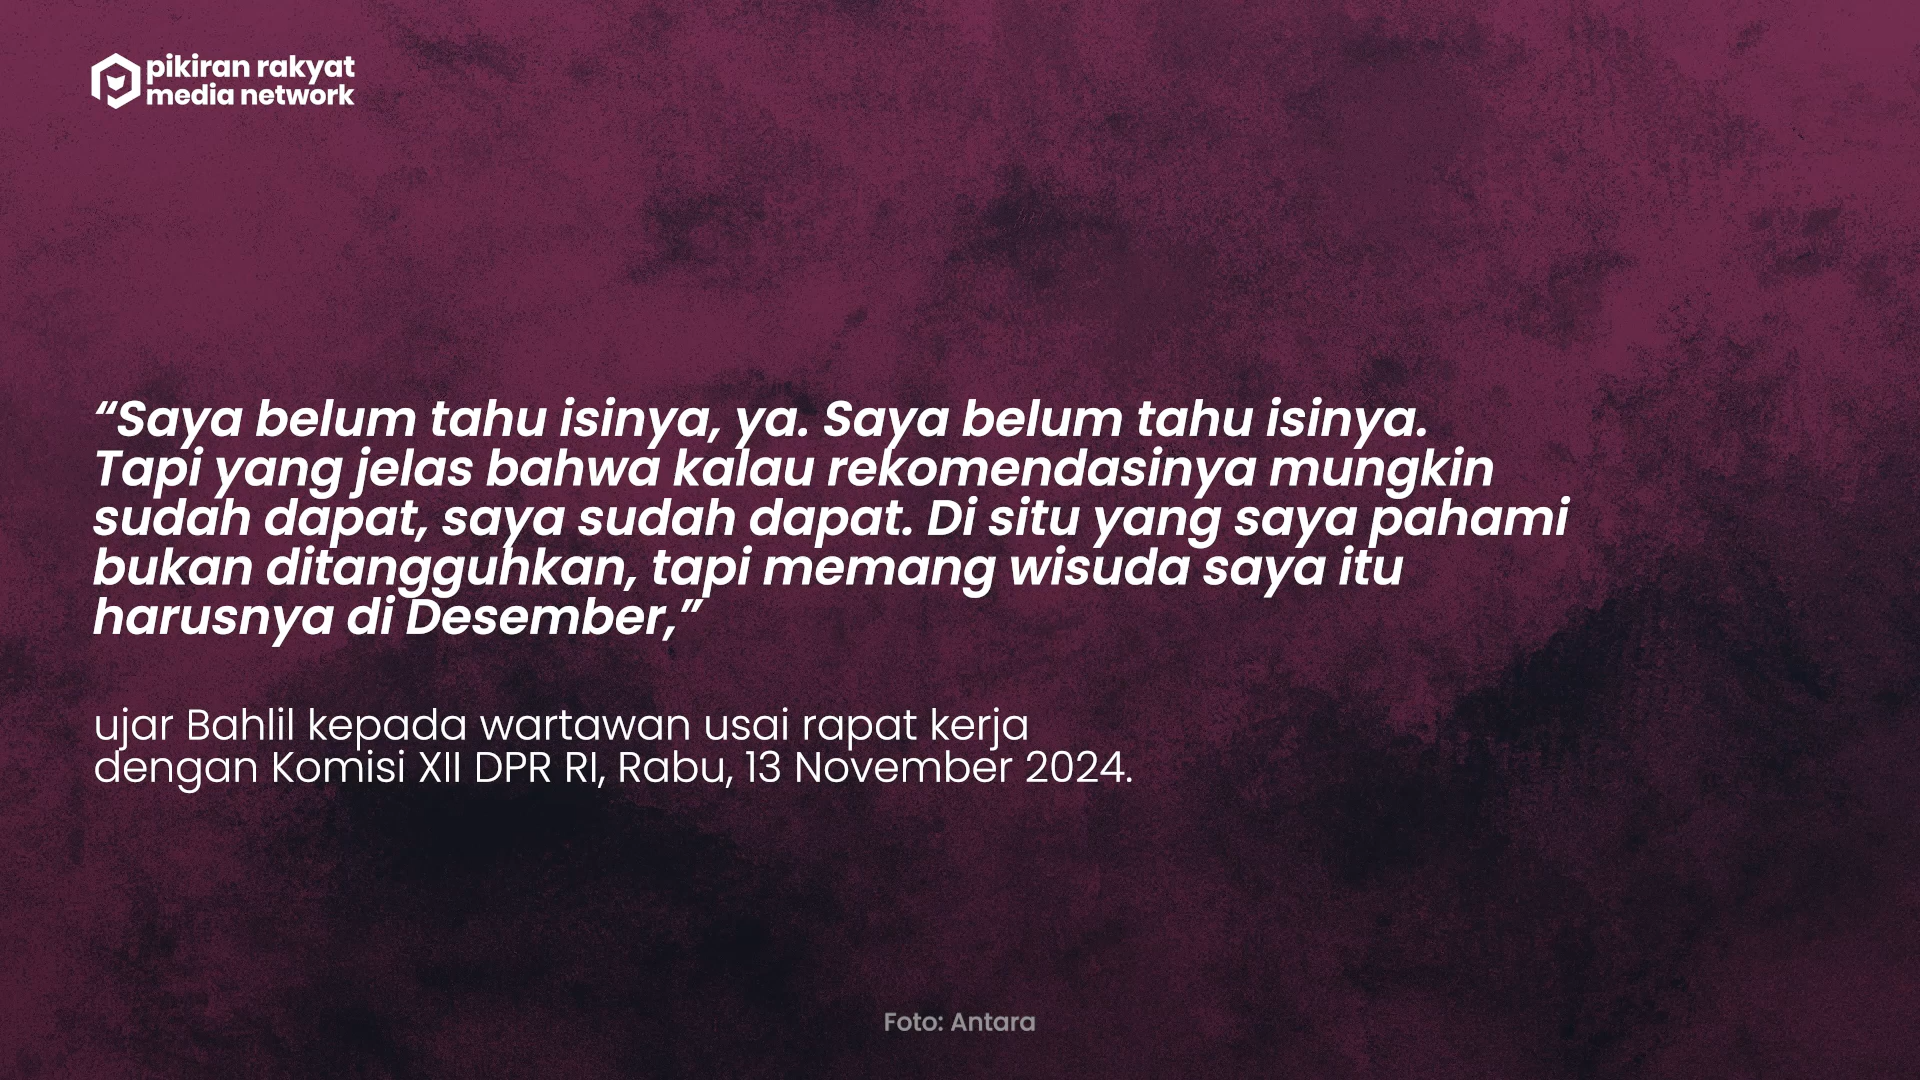 pikiran rakyat
media network
“Saya belum tahu isinya, ya. Saya belum tahu isinya.
Tapi yang jelas bahwa kalau rekomendasinya mungkin
sudah dapat, saya sudah dapat. Di situ yang saya pahami
bukan ditangguhkan, tapi memang wisuda saya itu
harusnya di Desember,”
ujar Bahlil kepada wartawan usai rapat kerja
dengan Komisi XII DPR RI, Rabu, 13 November 2024.
Foto: Antara